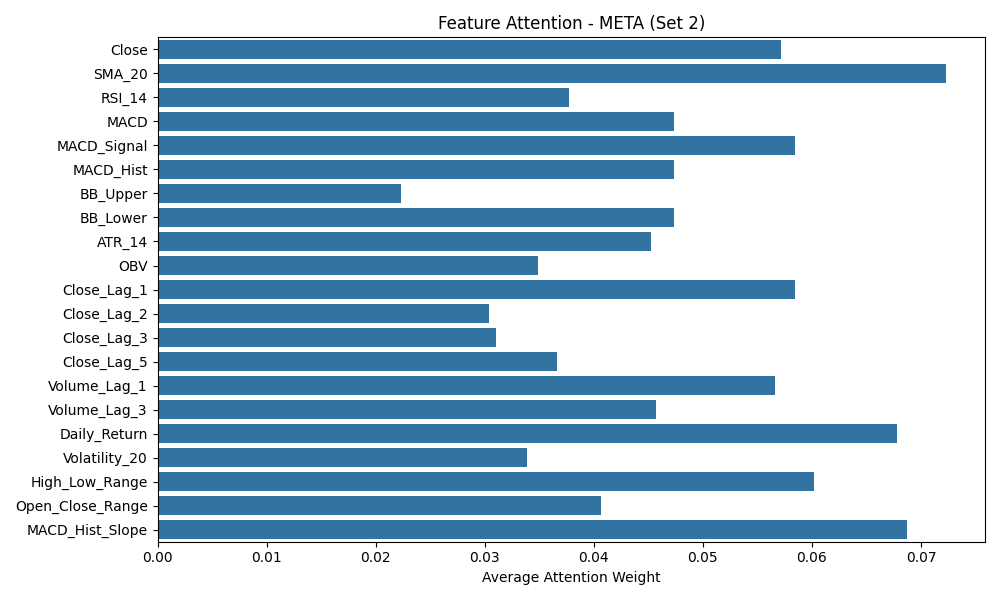 Feature Attention - META (Set 2)
Close
SMA_20
RSI_14
MACD
MACD_Signal
MACD_Hist
BB_Upper
BB_Lower
ATR_14
OBV
Close_Lag_1
Close_Lag_2
Close_Lag_3
Close_Lag_5
Volume_Lag_1
Volume_Lag_3
Daily_Return
Volatility_20
High_Low_Range
Open_Close_Range
MACD_Hist_Slope
0.00 0.01 0.02 0.03 0.04 0.05 0.06 0.07
Average Attention Weight